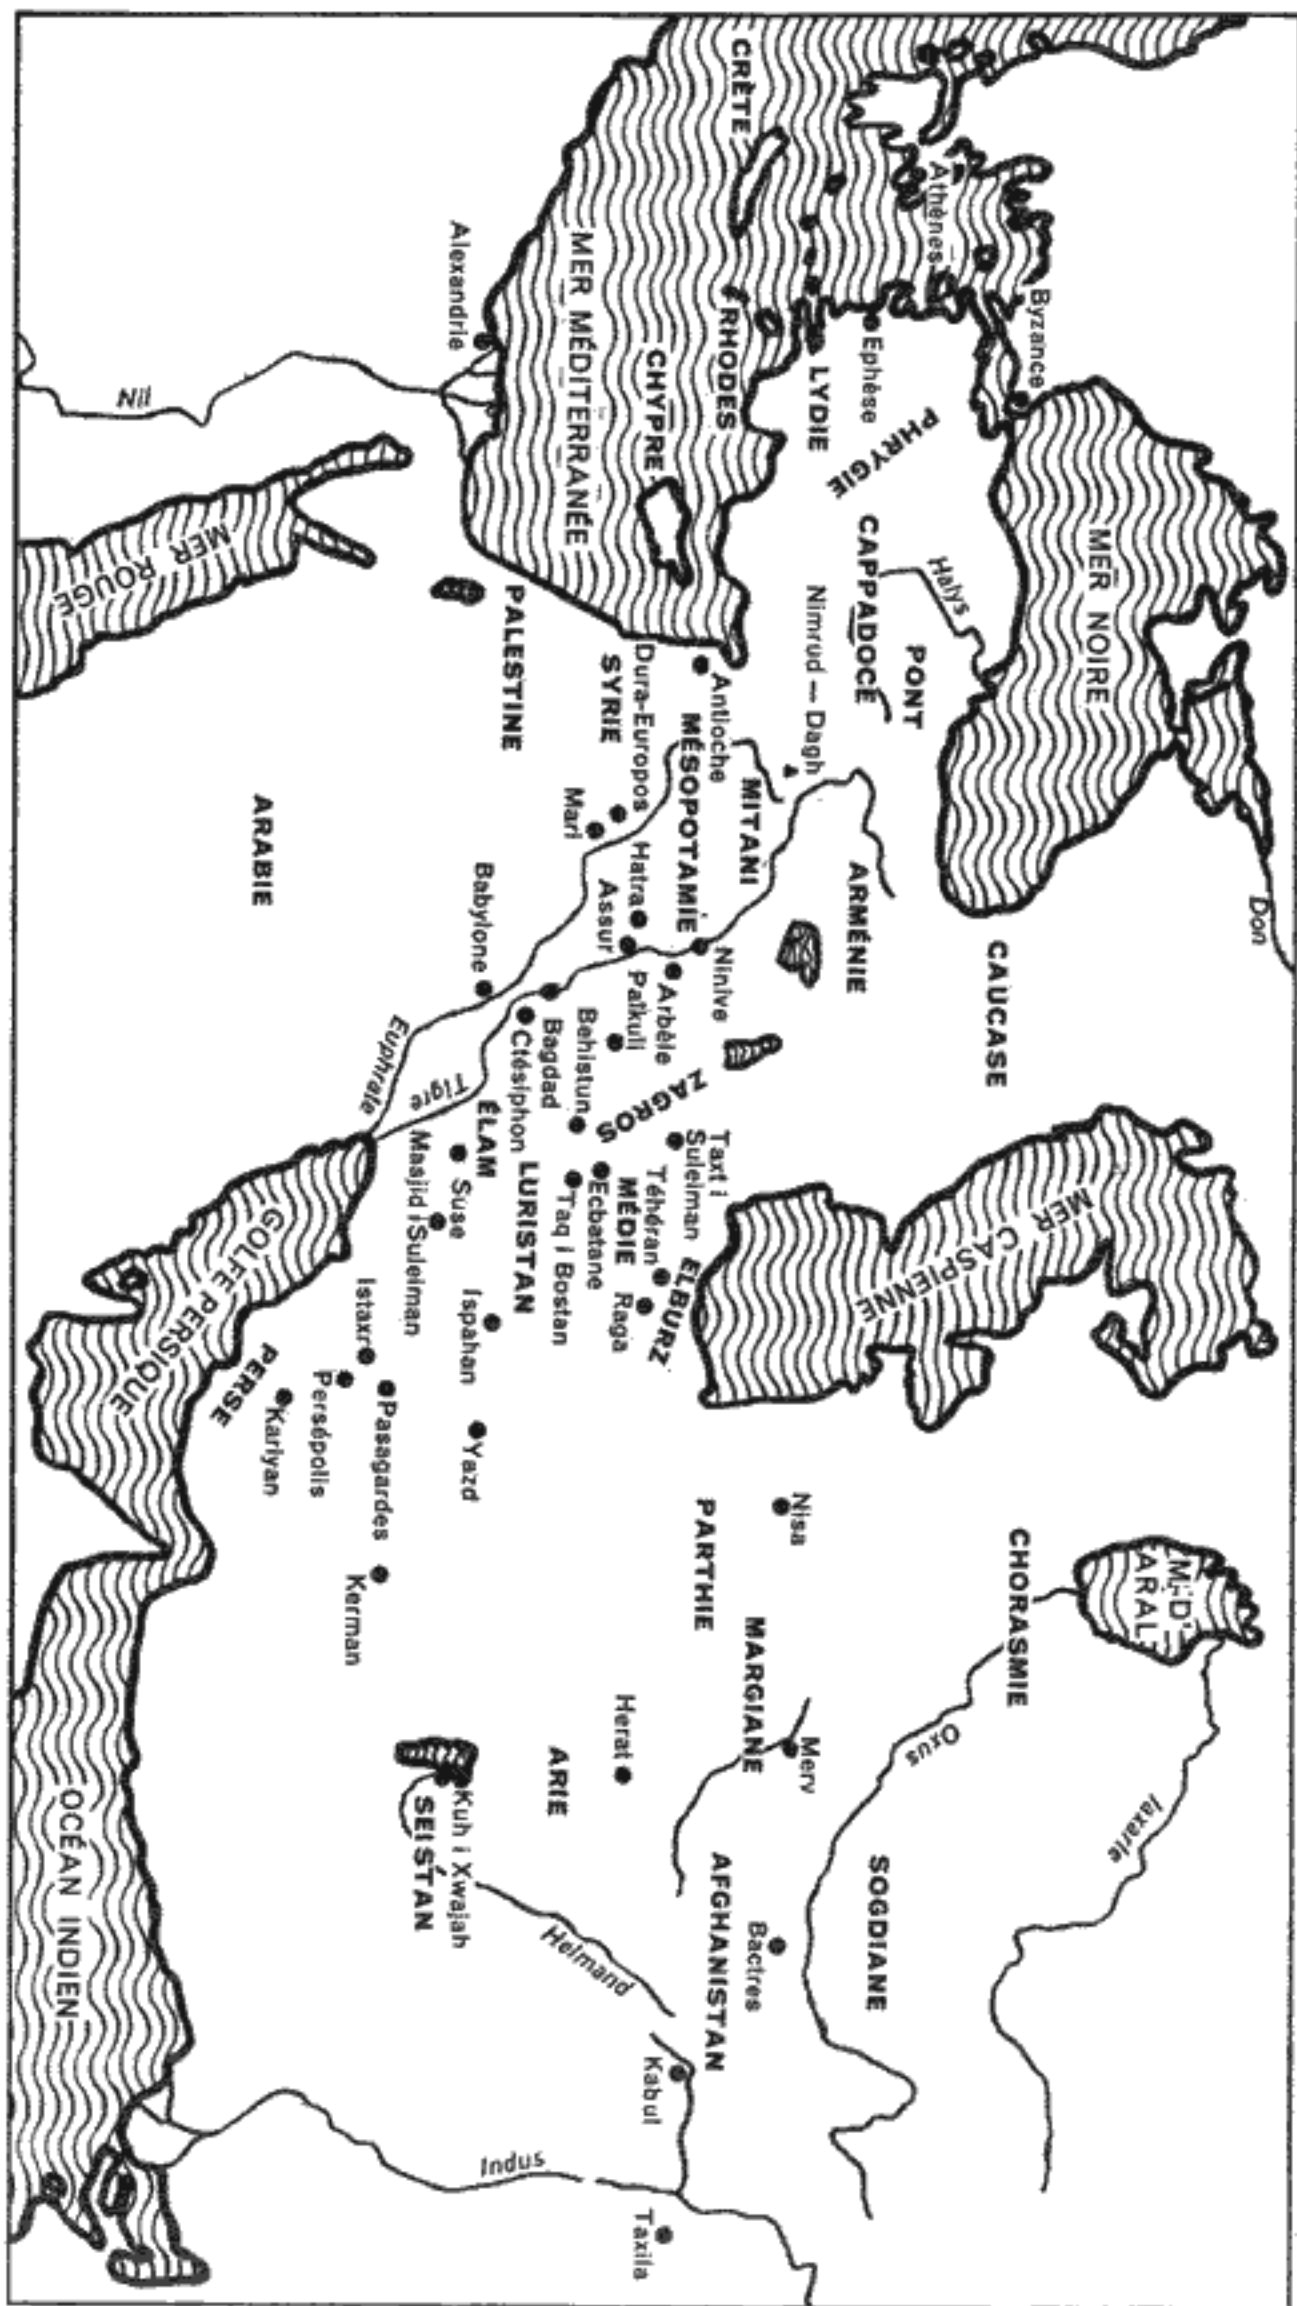 CRÈTE
Athènes
Byzance
MER NOIRE
Don
Ephèse
LYDIE
PHRYGIE
RHODES
CHYPRE
MER MÉDITERRANÉE
Alexandrie
Nil
MER ROUGE
CAPPADOCE
Halys
PONT
Nimrud-Dagh
Antioche
SYRIE
PALESTINE
Dura-Europos
MÉSOPOTAMIE
MITANI
ARMÉNIE
CAUCASE
Mari
Hatra
Assur
Ninive
Arbèle
Païkuli
ARABIE
Babylone
Bagdad
Ctésiphon
Behistun
ZAGROS
Euphrate
Tigre
ÉLAM
LURISTAN
Suse
Masjid i Suleiman
Taxt i
Suleiman
Téhéran
MÉDIE
Ecbatane
Taq i Bostan
Raga
ELBURZ
MER CASPIENNE
Ispahan
Istaxr
Yazd
Pasagardes
Persépolis
Kariyan
PERSE
GOLFE PERSIQUE
Kerman
Nisa
PARTHIE
MARGIANE
CHORASMIE
M. D'
ARAL
Oxus
Iaxarte
Merv
Herat
ARIE
Kuh i Xwajah
SEISTAN
Helmand
AFGHANISTAN
Bactres
SOGDIANE
Kabul
Indus
Taxila
OCÉAN INDIEN